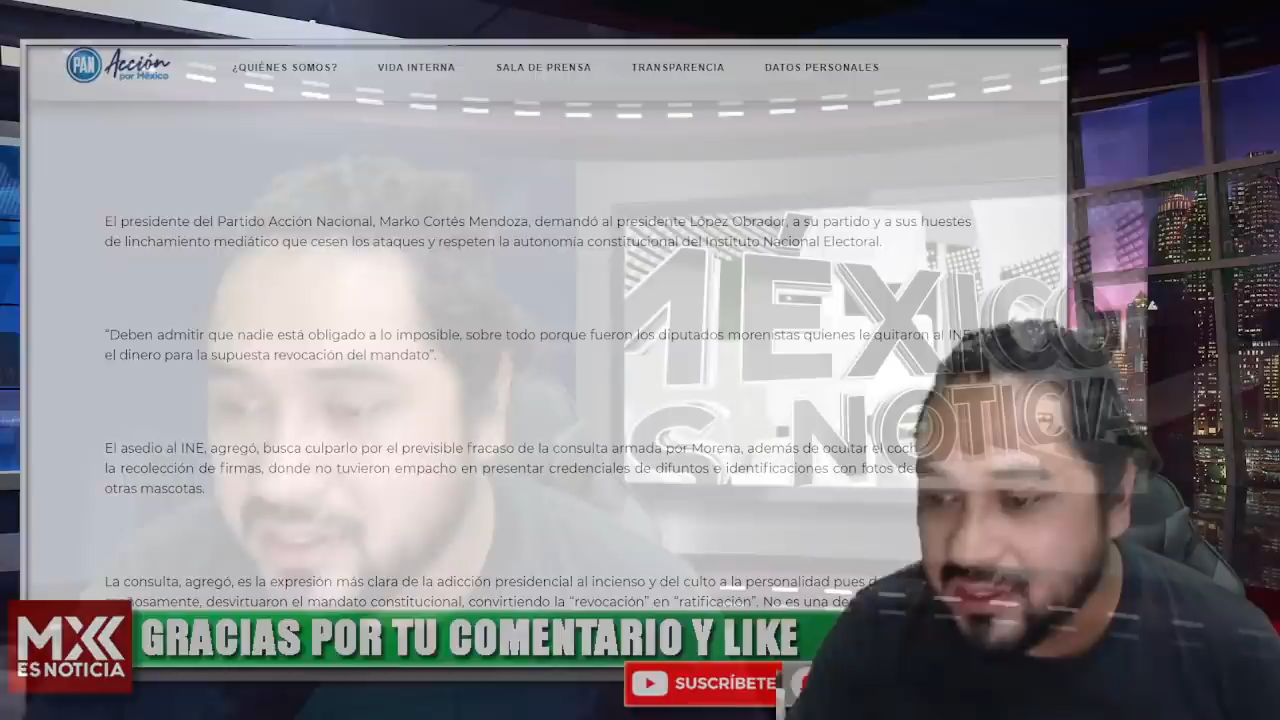 PAN Acción por México
¿QUIÉNES SOMOS? VIDA INTERNA SALA DE PRENSA TRANSPARENCIA DATOS PERSONALES
El presidente del Partido Acción Nacional, Marko Cortés Mendoza, demandó al presidente López Obrador, a su partido y a sus huestes
de linchamiento mediático que cesen los ataques y respeten la autonomía constitucional del Instituto Nacional Electoral.
MÉXICO
ES NOTICIA
“Deben admitir que nadie está obligado a lo imposible, sobre todo porque fueron los diputados morenistas quienes le quitaron al INE
el dinero para la supuesta revocación del mandato”.
El asedio al INE, agregó, busca culparlo por el previsible fracaso de la consulta armada por Morena, además de ocultar el
la recolección de firmas, donde no tuvieron empacho en presentar credenciales de difuntos e identificaciones con fotos
otras mascotas.
La consulta, agregó, es la expresión más clara de la adicción presidencial al incienso y del culto a la personalidad pues
desvirtuaron el mandato constitucional, convirtiendo la “revocación” en “ratificación”. No es una
MX
ES NOTICIA
GRACIAS POR TU COMENTARIO Y LIKE
SUSCRÍBETE